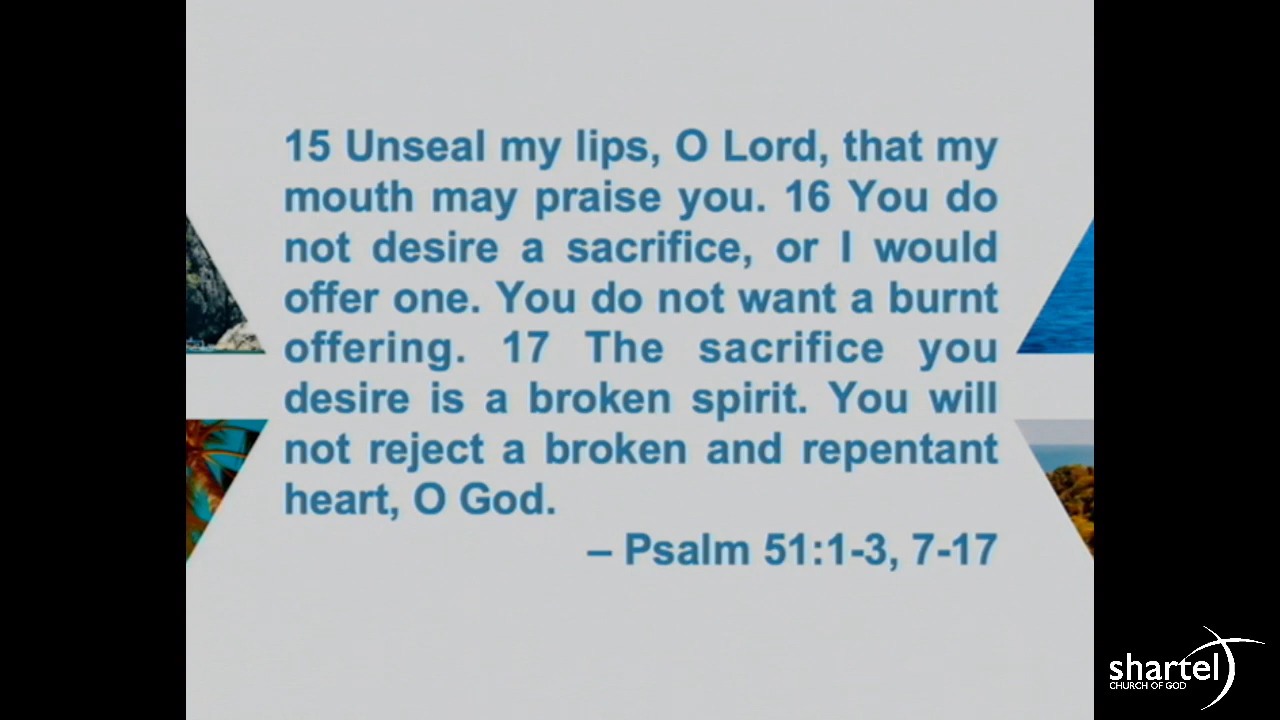 15 Unseal my lips, O Lord, that my
mouth may praise you. 16 You do
not desire a sacrifice, or I would
offer one. You do not want a burnt
offering. 17 The sacrifice you
desire is a broken spirit. You will
not reject a broken and repentant
heart, O God.
– Psalm 51:1-3, 7-17
shartel
CHURCH OF GOD